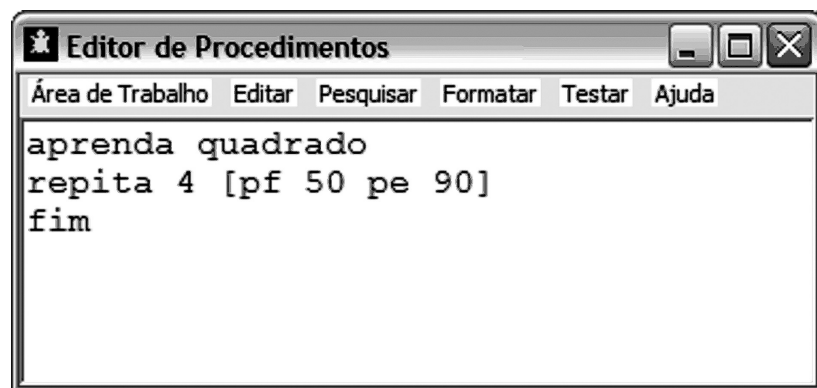 Editor de Procedimentos
Área de Trabalho Editar Pesquisar Formatar Testar Ajuda
aprenda quadrado
repita 4 [pf 50 pe 90]
fim